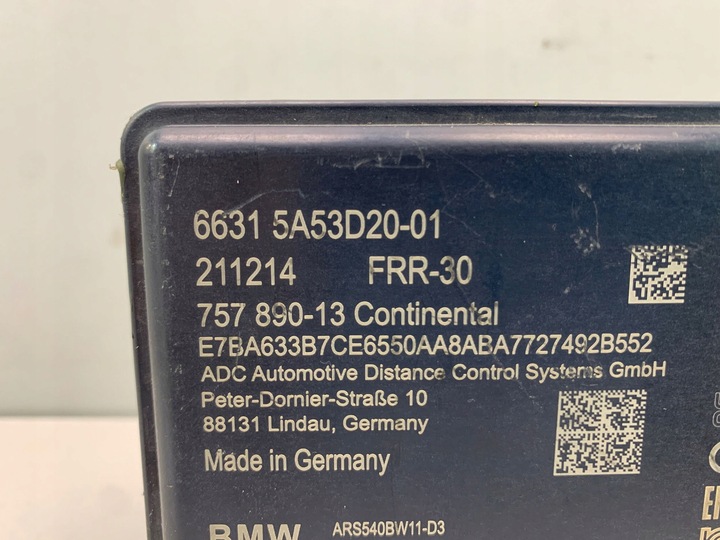 6631 5A53D20-01
211214 FRR-30
757 890-13 Continental
E7BA633B7CE6550AA8ABA7727492B552
ADC Automotive Distance Control Systems GmbH
Peter-Dornier-Straße 10
88131 Lindau, Germany
Made in Germany
BMW ARS540BW11-D3